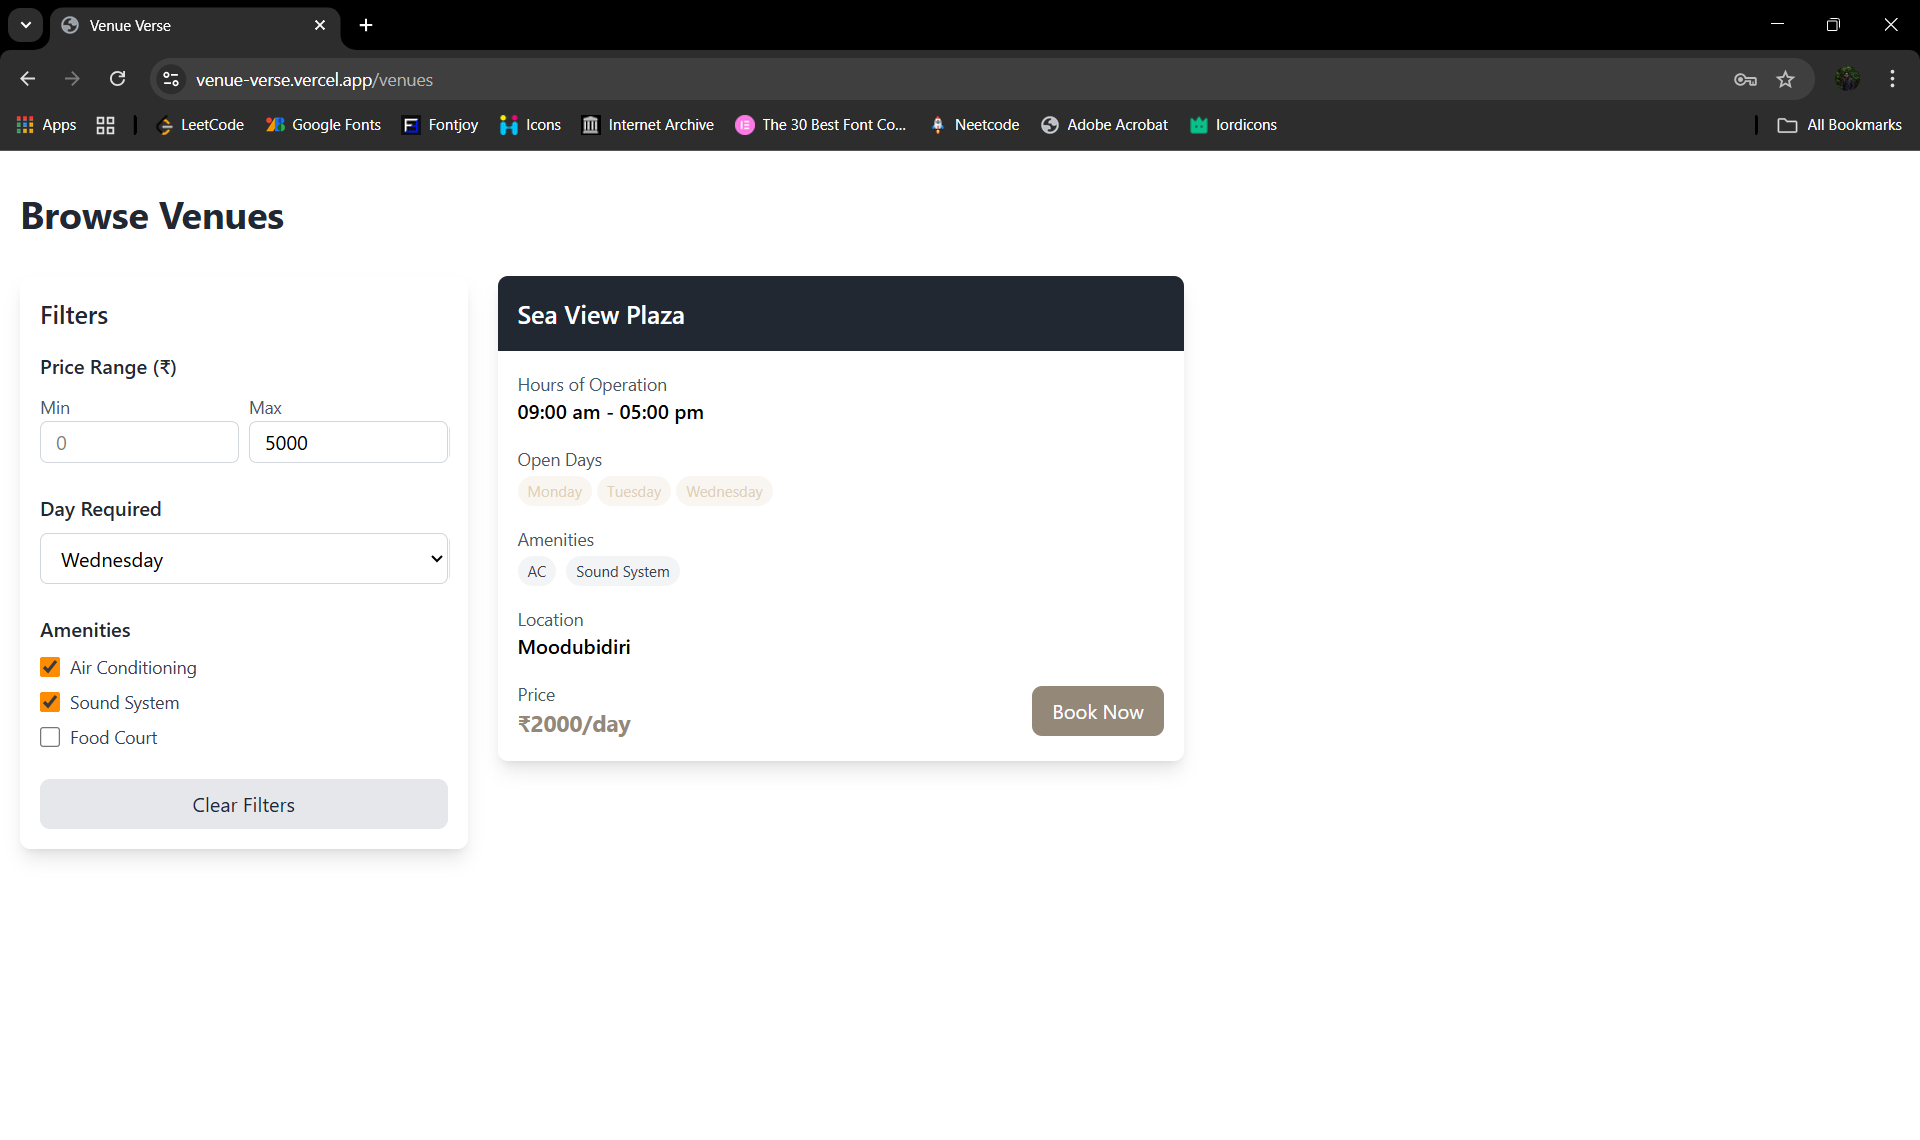 Venue Verse
venue-verse.vercel.app/venues
Apps LeetCode Google Fonts Fontjoy Icons Internet Archive The 30 Best Font Co... Neetcode Adobe Acrobat lordicons All Bookmarks
Browse Venues
Filters
Price Range (₹)
Min Max
0 5000
Day Required
Wednesday
Amenities
Air Conditioning
Sound System
Food Court
Clear Filters
Sea View Plaza
Hours of Operation
09:00 am - 05:00 pm
Open Days
Monday Tuesday Wednesday
Amenities
AC Sound System
Location
Moodubidiri
Price
₹2000/day
Book Now